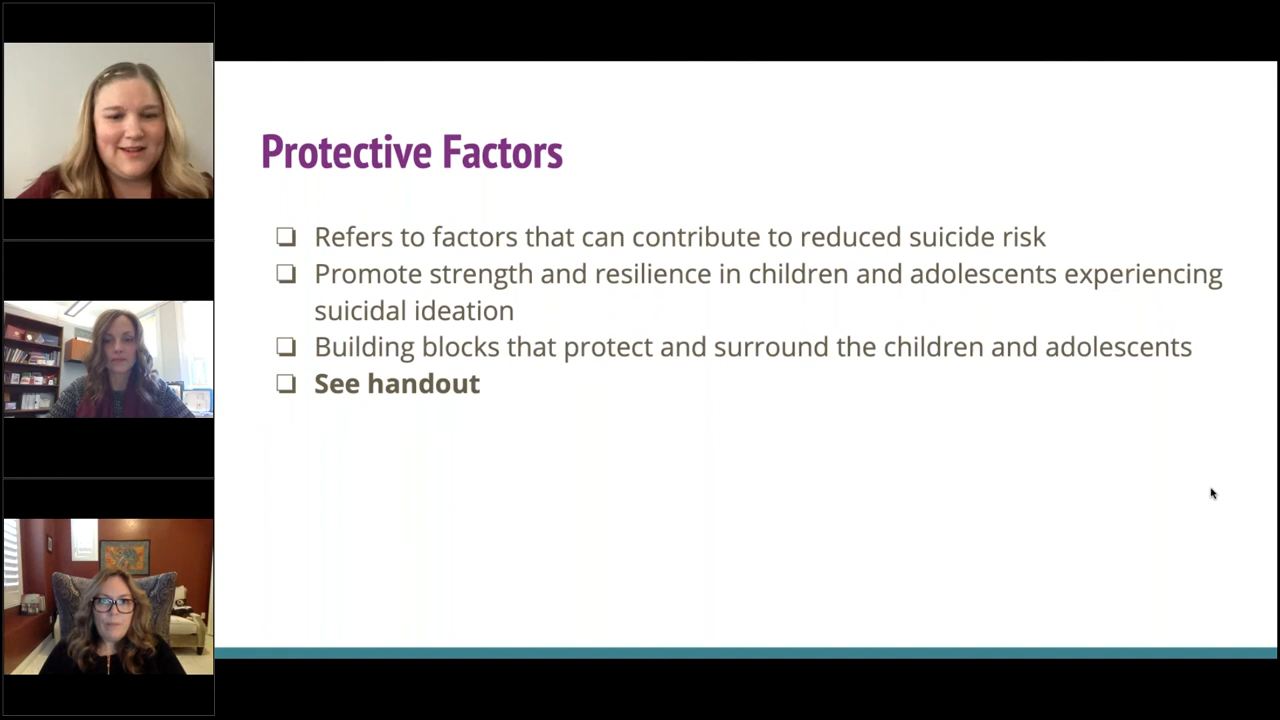 Protective Factors
❏ Refers to factors that can contribute to reduced suicide risk
❏ Promote strength and resilience in children and adolescents experiencing
suicidal ideation
❏ Building blocks that protect and surround the children and adolescents
❏ See handout